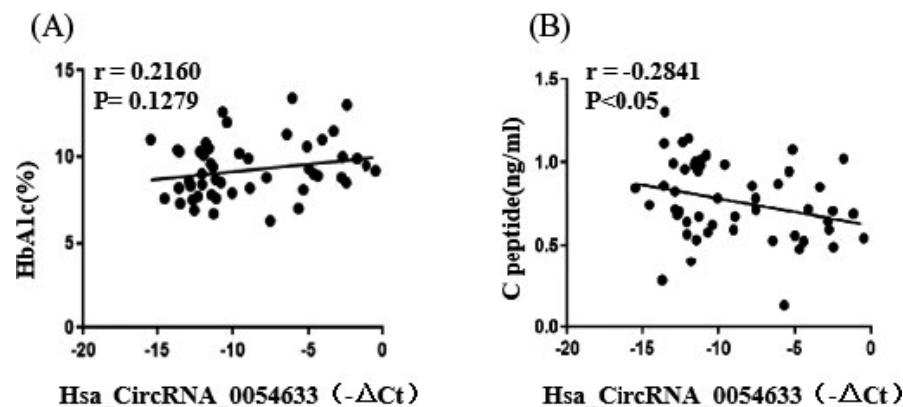 (A)
r = 0.2160
P= 0.1279
15
10
5
0
HbA1c(%)
-20 -15 -10 -5 0
Hsa_CircRNA_0054633（-ΔCt）
(B)
r = -0.2841
P<0.05
1.5
1.0
0.5
0.0
C peptide(ng/ml)
-20 -15 -10 -5 0
Hsa_CircRNA_0054633（-ΔCt）